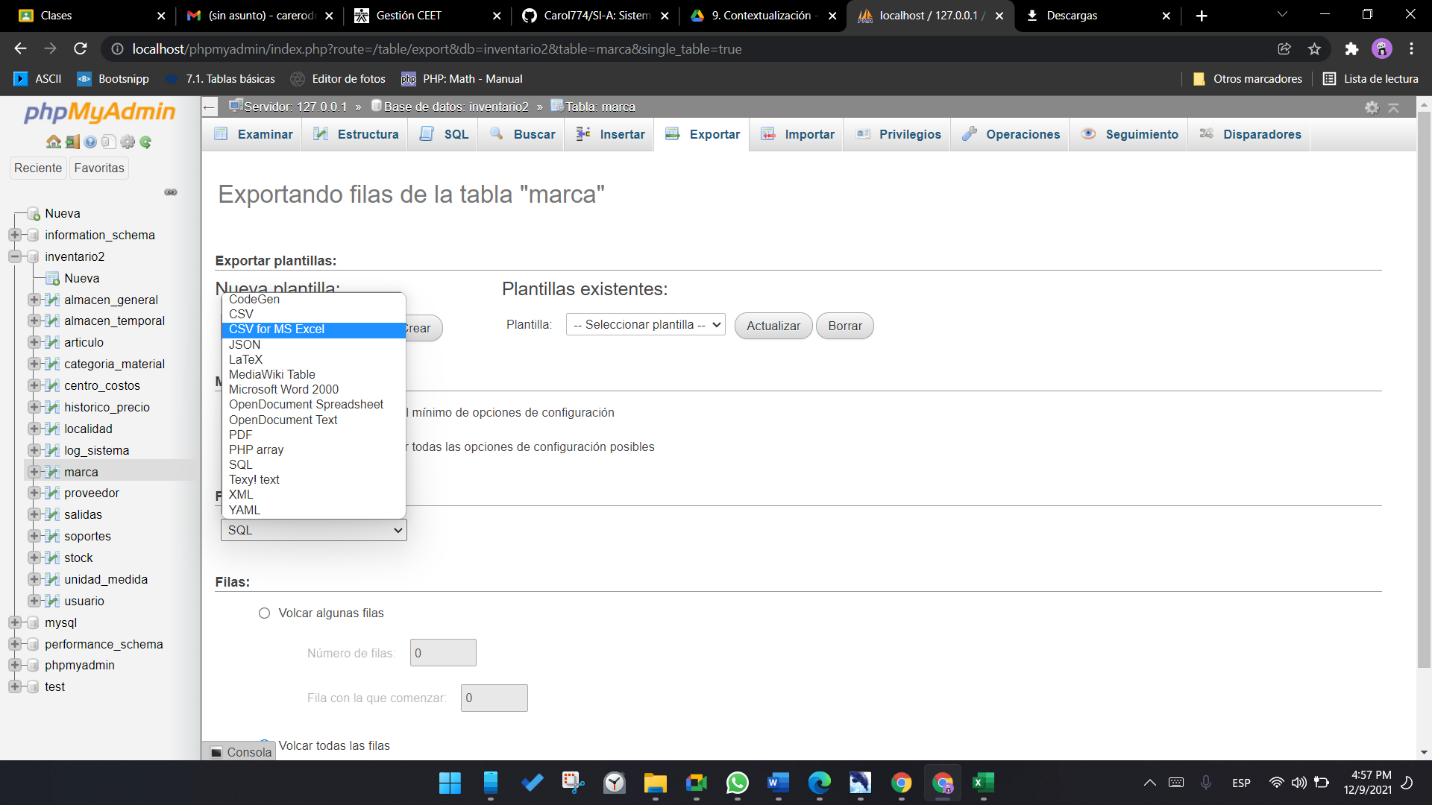 Clases
(sin asunto) - carerod
Gestión CEET
Carol774/SI-A: Sistem
9. Contextualización -
localhost / 127.0.0.1 /
Descargas
localhost/phpmyadmin/index.php?route=/table/export&db=inventario2&table=marca&single_table=true
ASCII
Bootsnipp
7.1. Tablas básicas
Editor de fotos
php PHP: Math - Manual
Otros marcadores
Lista de lectura
phpMyAdmin
Reciente Favoritas
Nueva
information_schema
inventario2
Nueva
almacen_general
almacen_temporal
articulo
categoria_material
centro_costos
historico_precio
localidad
log_sistema
marca
proveedor
salidas
soportes
stock
unidad_medida
usuario
mysql
performance_schema
phpmyadmin
test
Servidor: 127.0.0.1 » Base de datos: inventario2 » Tabla: marca
Examinar Estructura SQL Buscar Insertar Exportar Importar Privilegios Operaciones Seguimiento Disparadores
Exportando filas de la tabla "marca"
Exportar plantillas:
Nueva plantilla:
Plantillas existentes:
Plantilla: -- Seleccionar plantilla -- Actualizar Borrar
rear
CodeGen
CSV
CSV for MS Excel
JSON
LaTeX
MediaWiki Table
Microsoft Word 2000
OpenDocument Spreadsheet
OpenDocument Text
PDF
PHP array
SQL
Texy! text
XML
YAML
l mínimo de opciones de configuración
r todas las opciones de configuración posibles
SQL
Filas:
Volcar algunas filas
Número de filas: 0
Fila con la que comenzar: 0
Volcar todas las filas
Consola
ESP
4:57 PM
12/9/2021